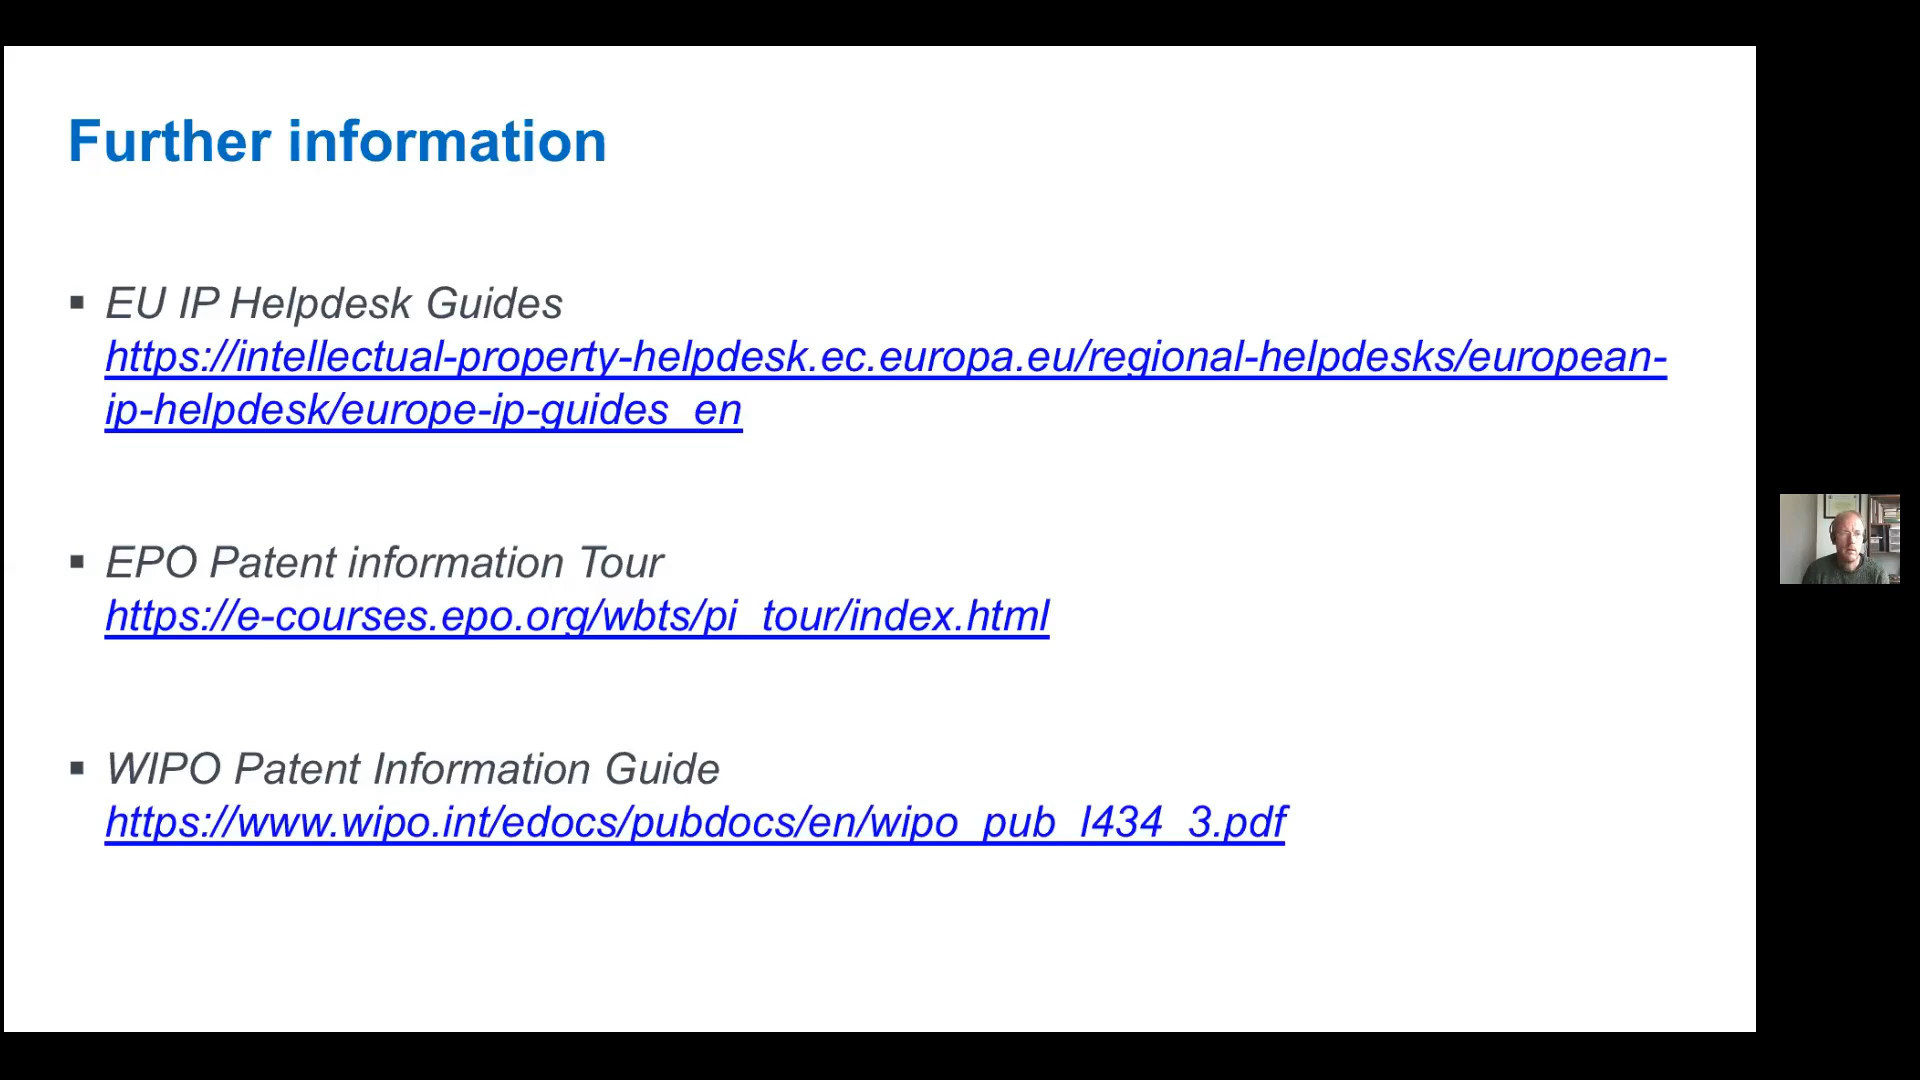 Further information
▪ EU IP Helpdesk Guides
https://intellectual-property-helpdesk.ec.europa.eu/regional-helpdesks/european-
ip-helpdesk/europe-ip-guides_en
▪ EPO Patent information Tour
https://e-courses.epo.org/wbts/pi_tour/index.html
▪ WIPO Patent Information Guide
https://www.wipo.int/edocs/pubdocs/en/wipo_pub_l434_3.pdf